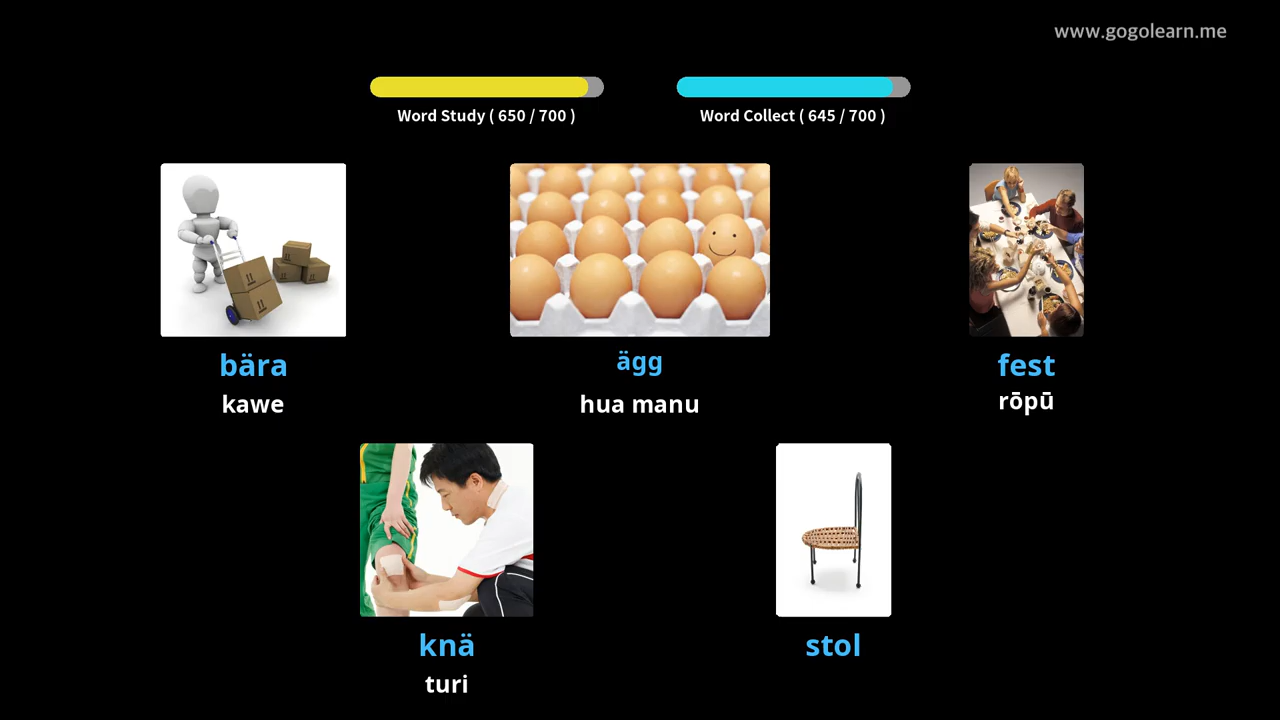 www.gogolearn.me
Word Study ( 650 / 700 )
Word Collect ( 645 / 700 )
bära
ägg
fest
kawe
hua manu
rōpū
knä
stol
turi